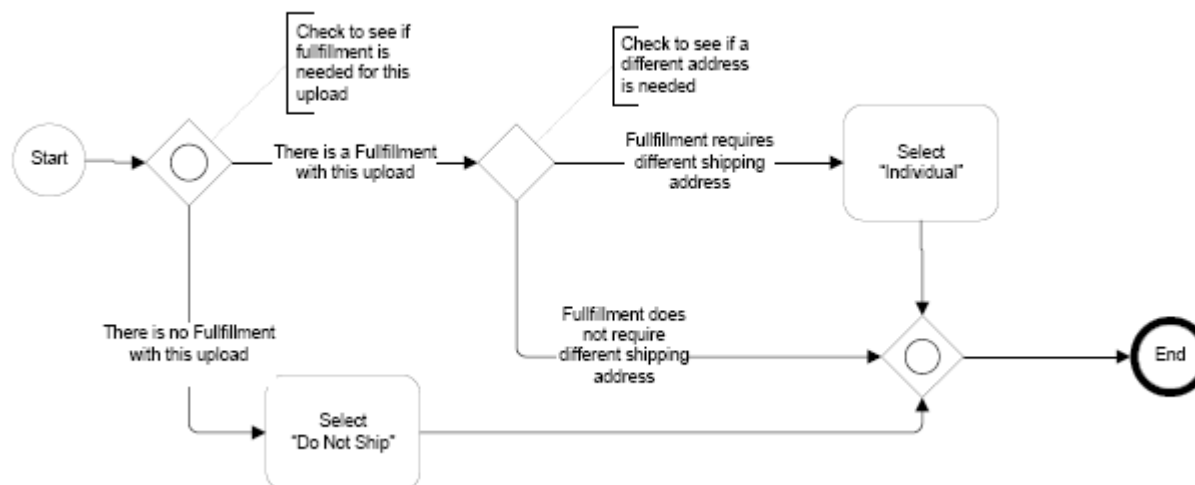 Check to see if
fullfillment is
needed for this
upload
Check to see if a
different address
is needed
Start
There is a Fullfillment
with this upload
Fullfillment requires
different shipping
address
Select
"Individual"
There is no Fullfillment
with this upload
Fullfillment does
not require
different shipping
address
End
Select
"Do Not Ship"